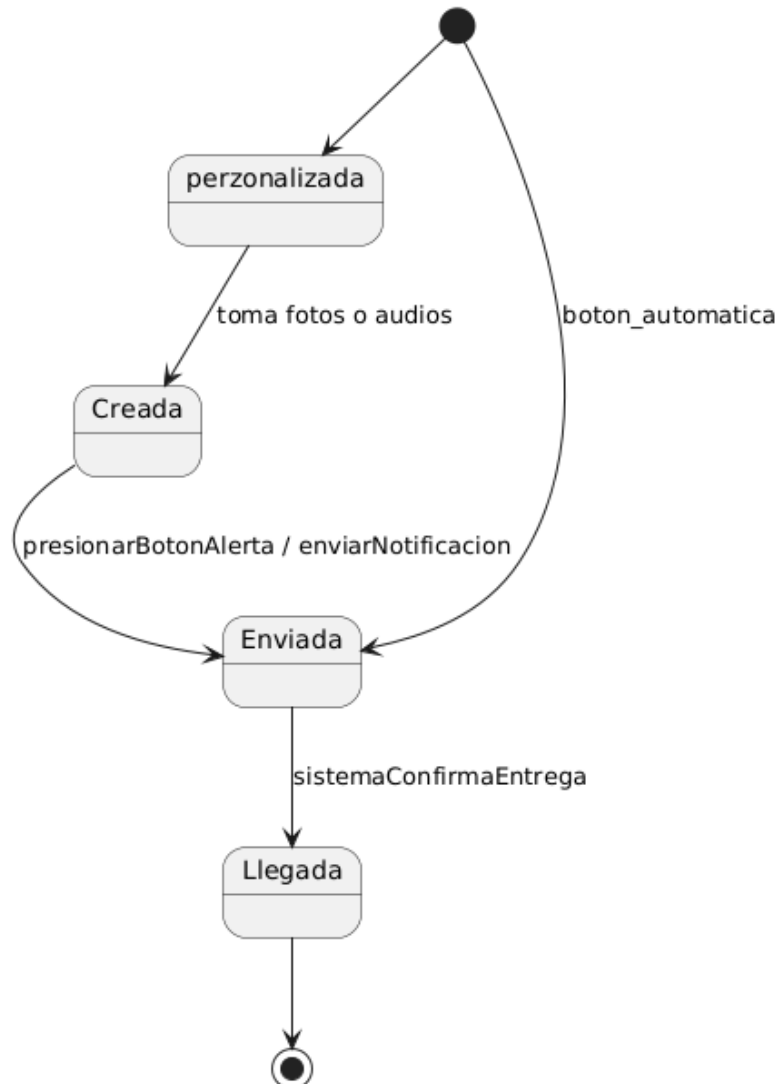 perzonalizada
toma fotos o audios
boton_automatica
Creada
presionarBotonAlerta / enviarNotificacion
Enviada
sistemaConfirmaEntrega
Llegada